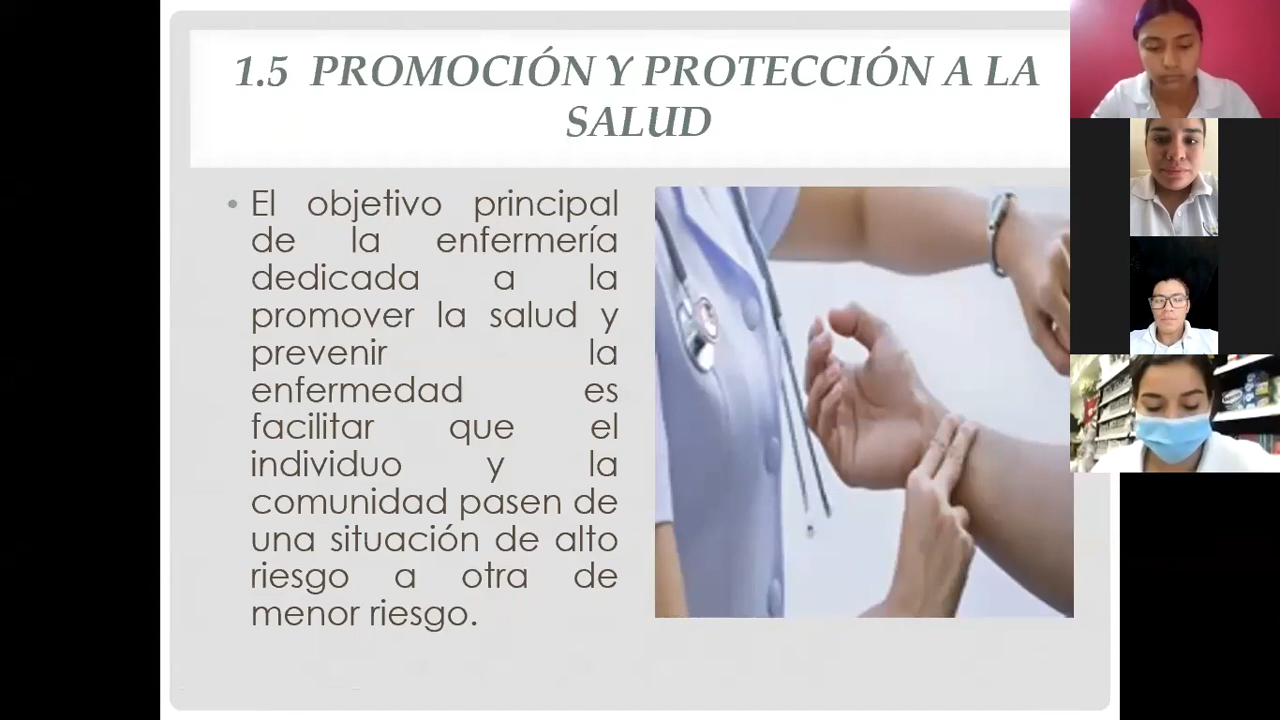 1.5 PROMOCIÓN Y PROTECCIÓN A LA
SALUD
• El objetivo principal
de la enfermería
dedicada a la
promover la salud y
prevenir la
enfermedad es
facilitar que el
individuo y la
comunidad pasen de
una situación de alto
riesgo a otra de
menor riesgo.